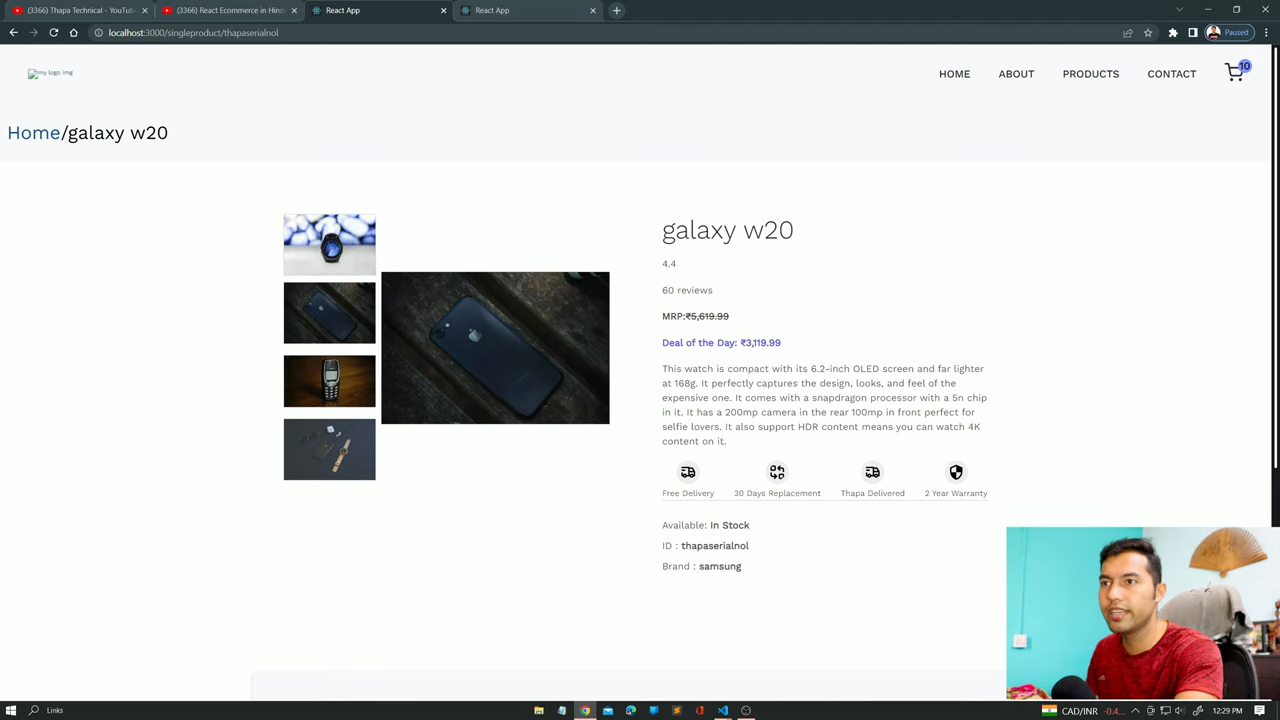 (3366) Thapa Technical - YouTube
(3366) React Ecommerce in Hind
React App
React App
localhost:3000/singleproduct/thapaserialnol
Paused
my logo img
HOME
ABOUT
PRODUCTS
CONTACT
10
Home/galaxy w20
galaxy w20
4.4
60 reviews
MRP:₹5,619.99
Deal of the Day: ₹3,119.99
This watch is compact with its 6.2-inch OLED screen and far lighter
at 168g. It perfectly captures the design, looks, and feel of the
expensive one. It comes with a snapdragon processor with a 5n chip
in it. It has a 200mp camera in the rear 100mp in front perfect for
selfie lovers. It also support HDR content means you can watch 4K
content on it.
Free Delivery
30 Days Replacement
Thapa Delivered
2 Year Warranty
Available: In Stock
ID : thapaserialnol
Brand : samsung
Links
CAD/INR
-0.4...
12:29 PM